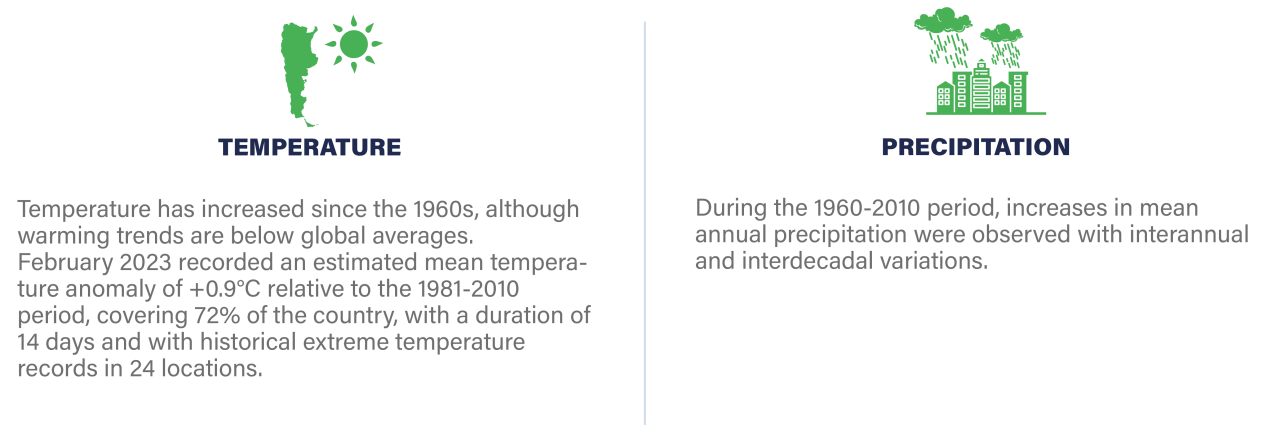 TEMPERATURE
Temperature has increased since the 1960s, although
warming trends are below global averages.
February 2023 recorded an estimated mean tempera-
ture anomaly of +0.9°C relative to the 1981-2010
period, covering 72% of the country, with a duration of
14 days and with historical extreme temperature
records in 24 locations.
PRECIPITATION
During the 1960-2010 period, increases in mean
annual precipitation were observed with interannual
and interdecadal variations.